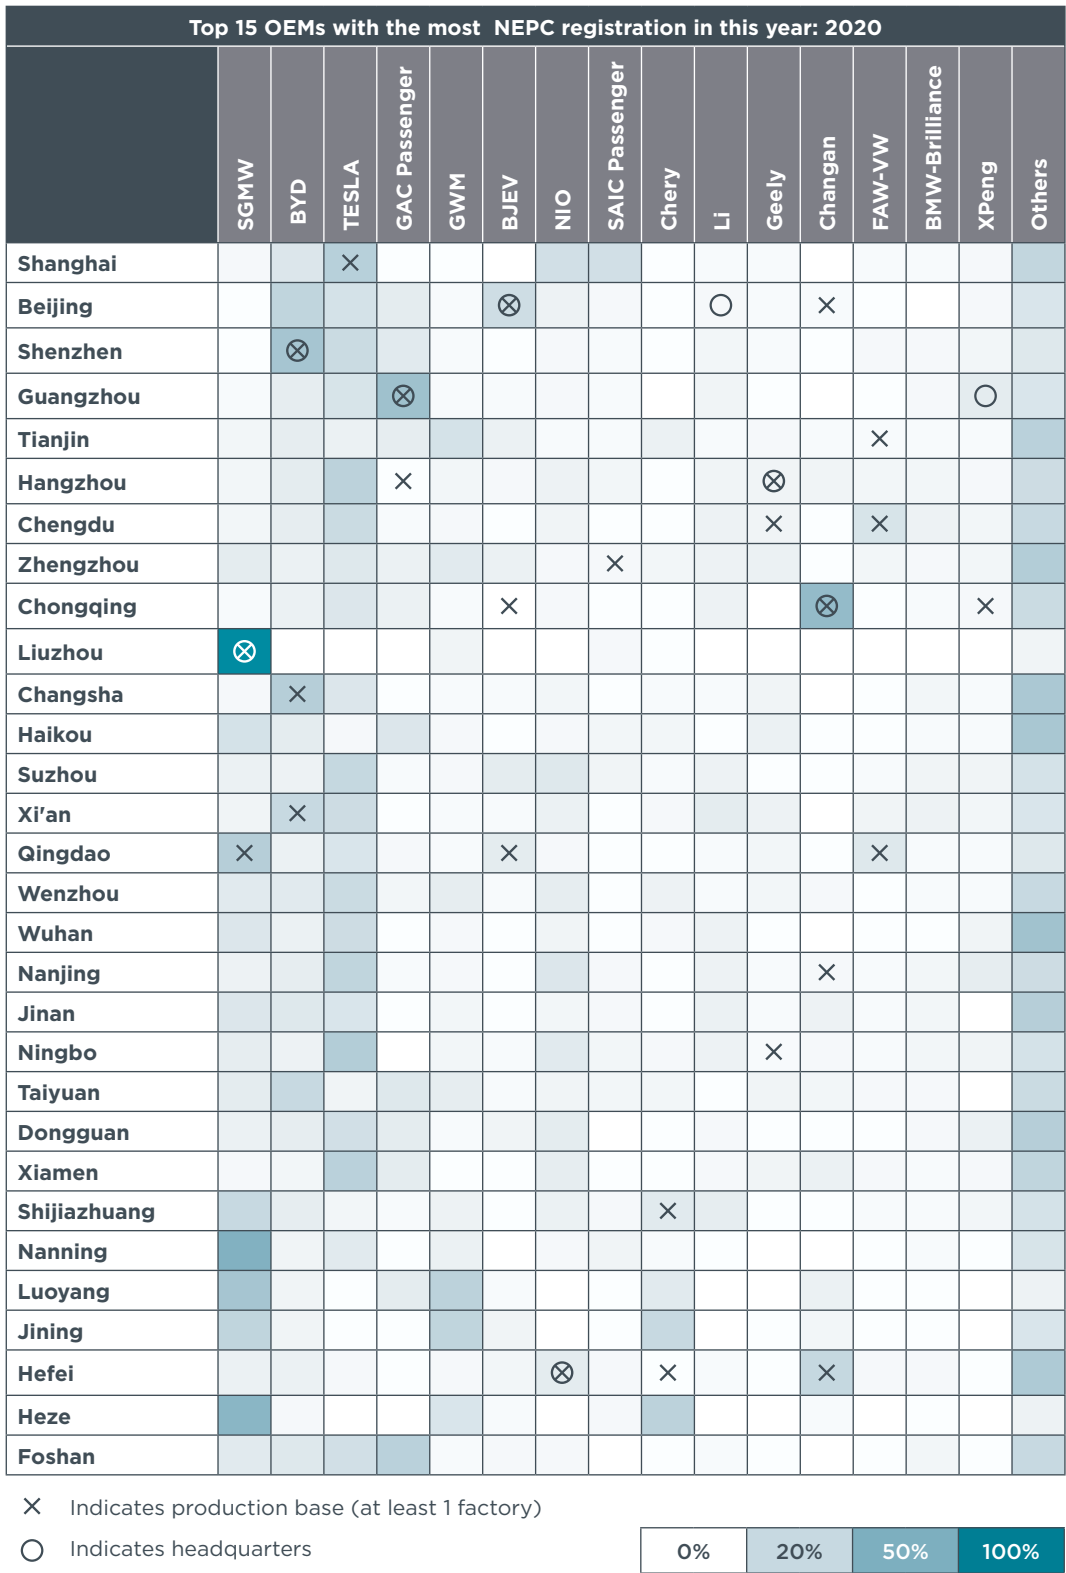 Top 15 OEMs with the most  NEPC registration in this year: 2020
SGMW
BYD
TESLA
GAC Passenger
GWM
BJEV
NIO
SAIC Passenger
Chery
Li
Geely
Changan
FAW-VW
BMW-Brilliance
XPeng
Others
Shanghai
Beijing
Shenzhen
Guangzhou
Tianjin
Hangzhou
Chengdu
Zhengzhou
Chongqing
Liuzhou
Changsha
Haikou
Suzhou
Xi'an
Qingdao
Wenzhou
Wuhan
Nanjing
Jinan
Ningbo
Taiyuan
Dongguan
Xiamen
Shijiazhuang
Nanning
Luoyang
Jining
Hefei
Heze
Foshan
Indicates production base (at least 1 factory)
Indicates headquarters
0% 20% 50% 100%